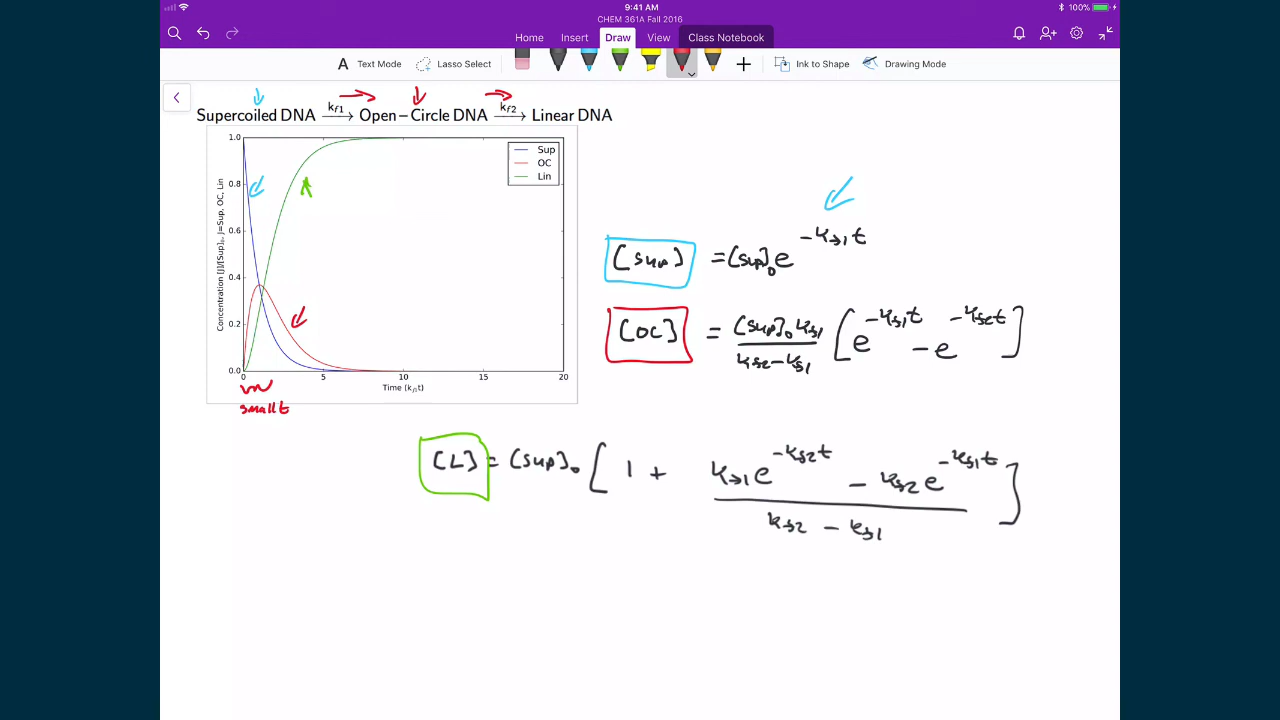 9:41 AM
100%
CHEM 361A Fall 2016
Home Insert Draw View Class Notebook
Text Mode Lasso Select Ink to Shape Drawing Mode
Supercoiled DNA —kf1→ Open−Circle DNA —kf2→ Linear DNA
Concentration [J]/[Sup]₀, J=Sup, OC, Lin
1.0
0.8
0.6
0.4
0.2
0.0
Sup
OC
Lin
0 5 10 15 20
Time (kf1t)
small t
[Sup] = [Sup]₀ e^(-kf1 t)
[OC] = [Sup]₀ kf1 / (kf2 - kf1) [e^(-kf1 t) - e^(-kf2 t)]
[L] = [Sup]₀ [1 + (kf1 e^(-kf2 t) - kf2 e^(-kf1 t)) / (kf2 - kf1)]